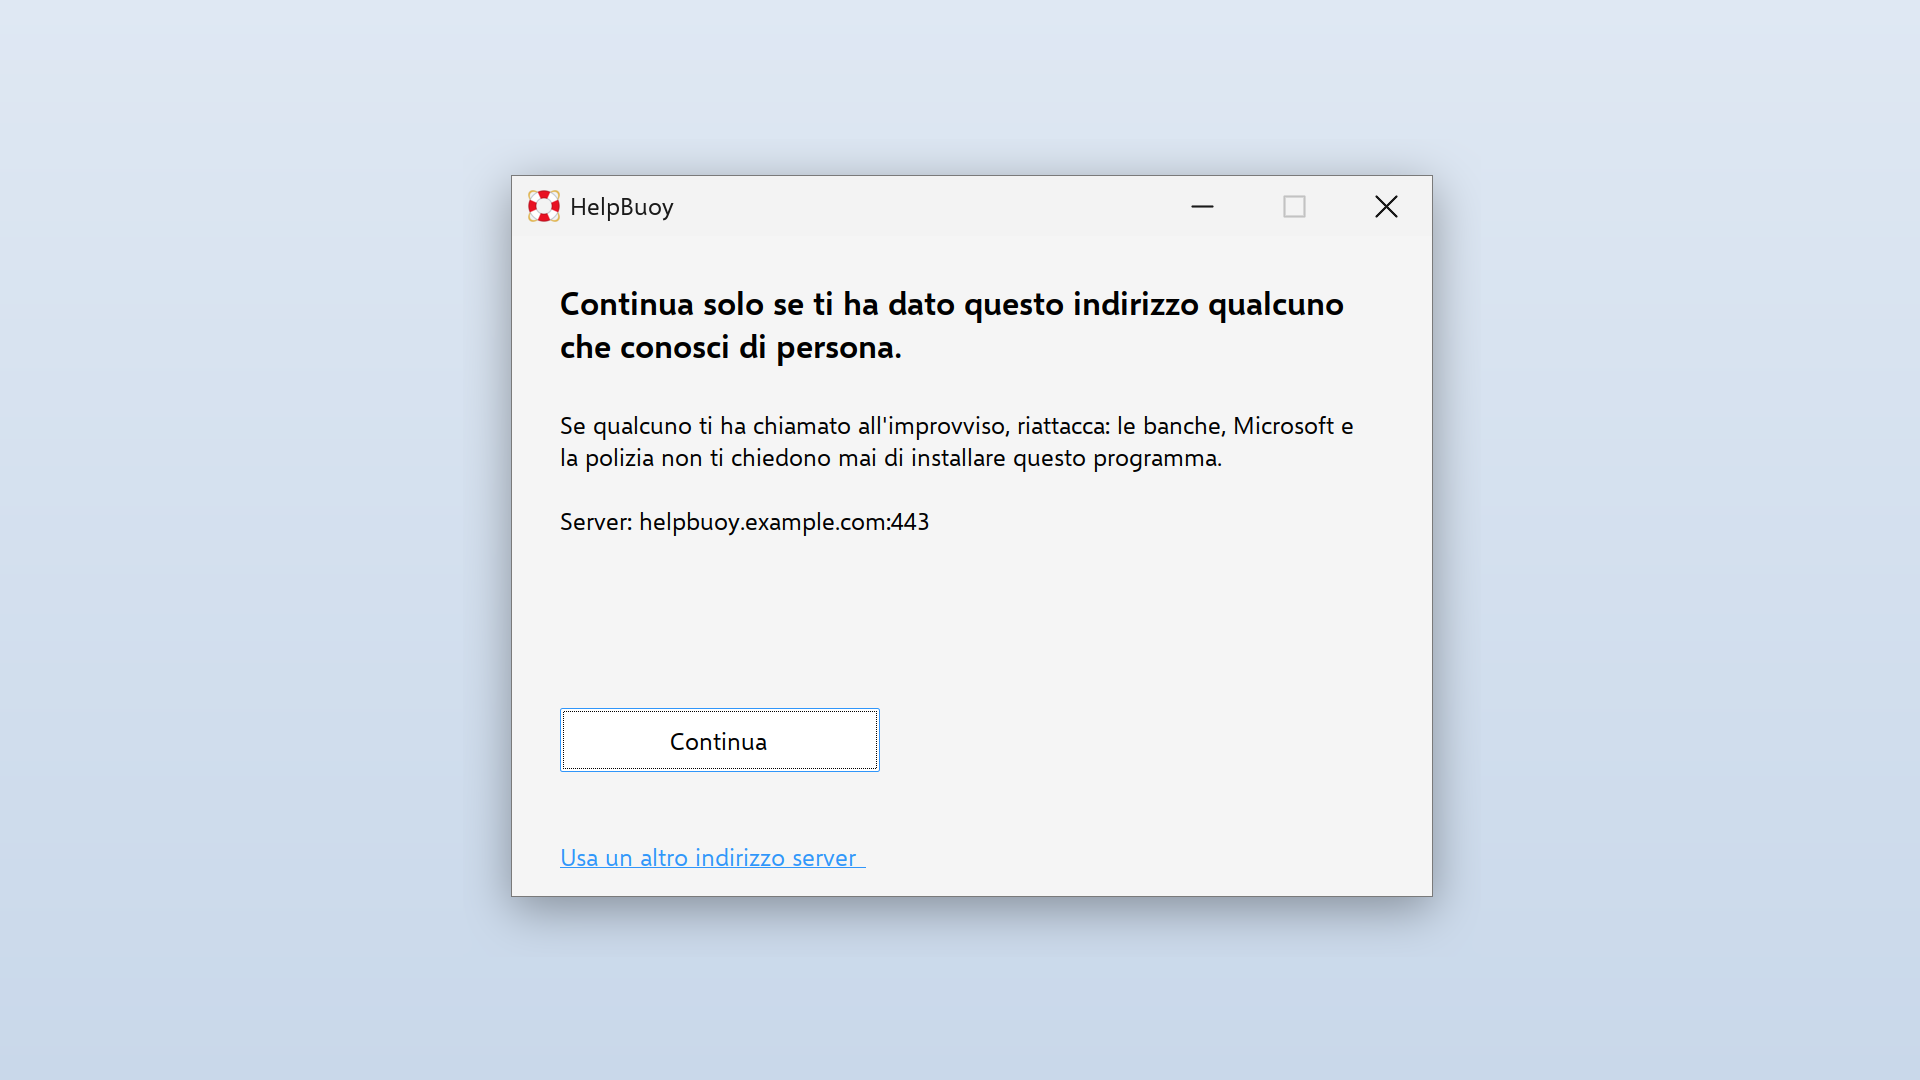 HelpBuoy
Continua solo se ti ha dato questo indirizzo qualcuno
che conosci di persona.
Se qualcuno ti ha chiamato all'improvviso, riattacca: le banche, Microsoft e
la polizia non ti chiedono mai di installare questo programma.
Server: helpbuoy.example.com:443
Continua
Usa un altro indirizzo server